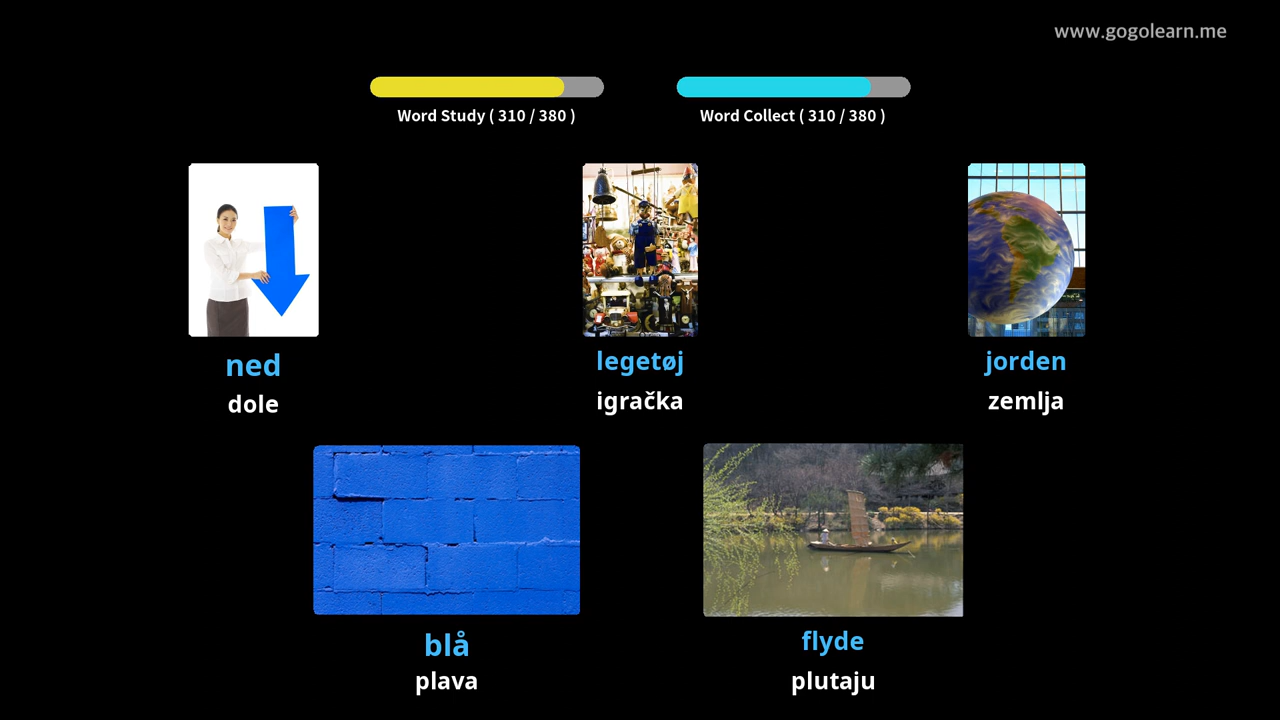 www.gogolearn.me
Word Study ( 310 / 380 )
Word Collect ( 310 / 380 )
ned
dole
legetøj
igračka
jorden
zemlja
blå
plava
flyde
plutaju